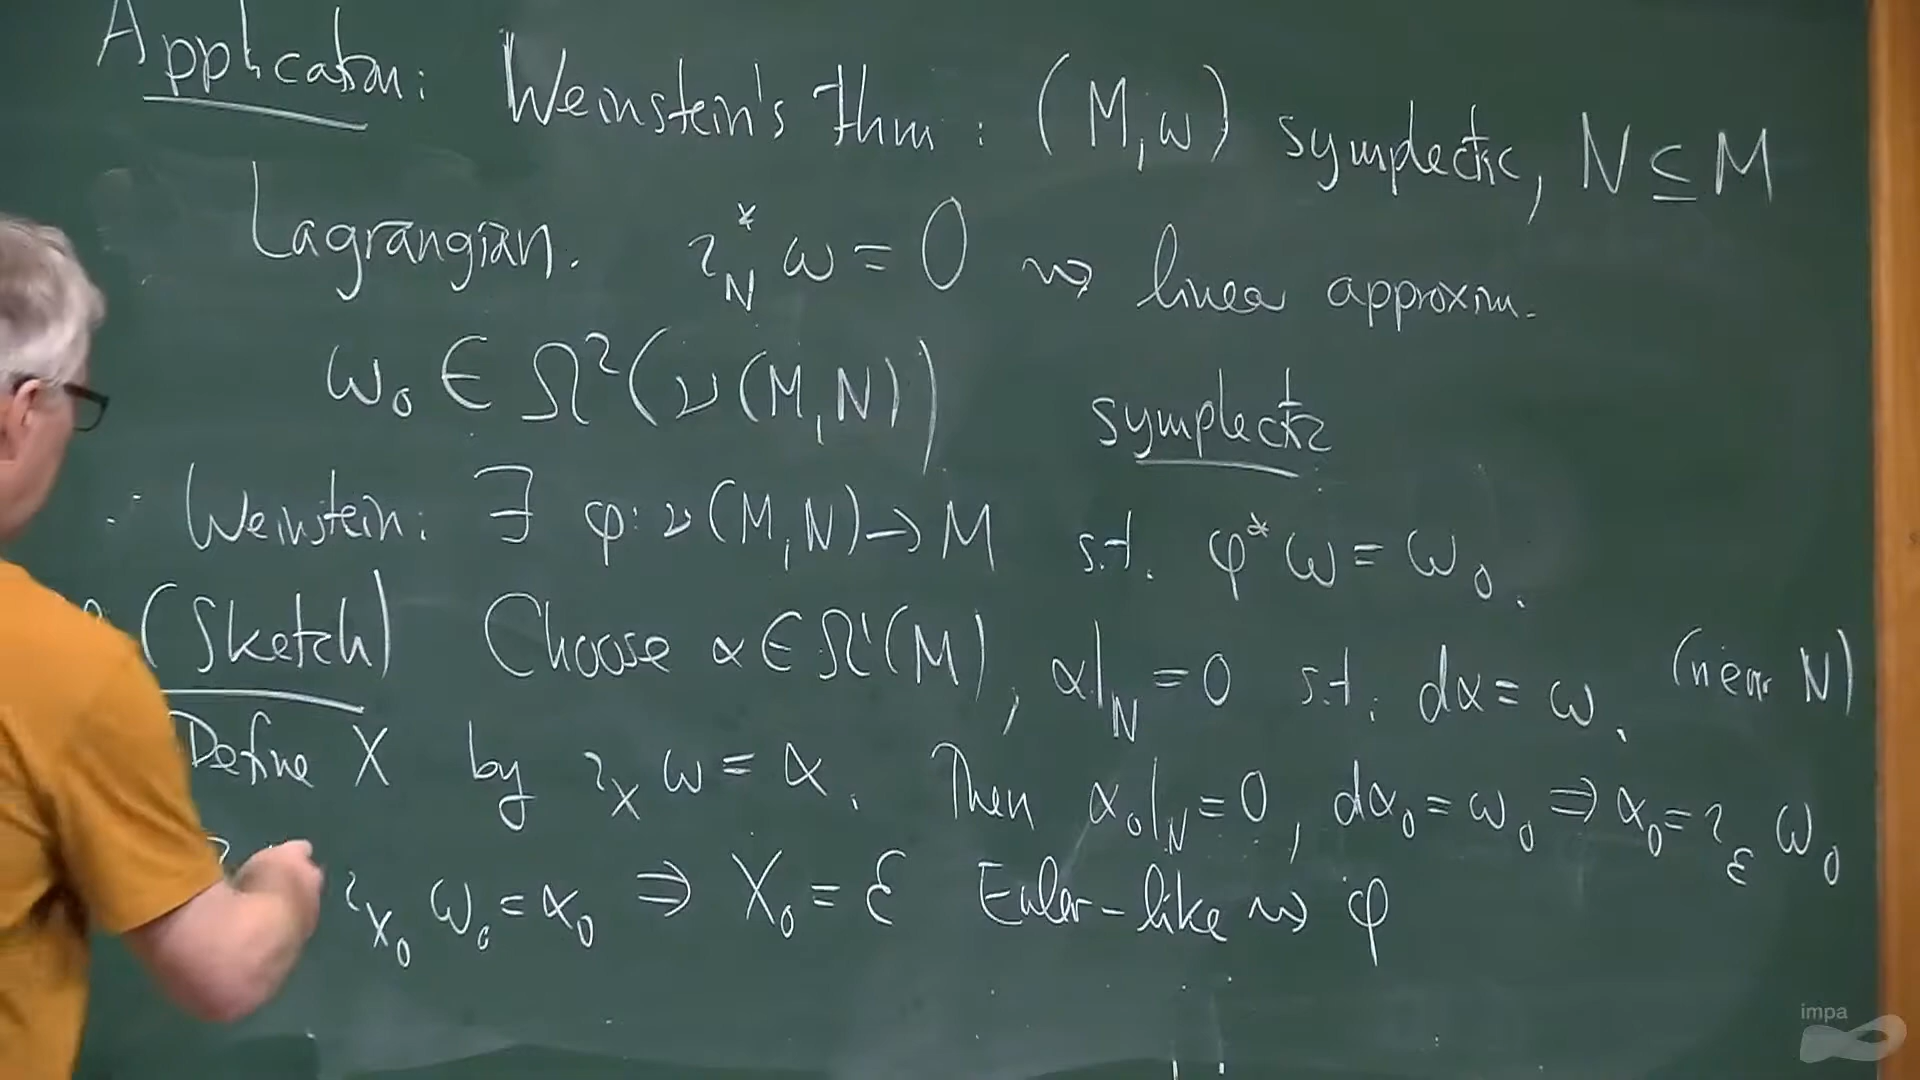 Application: Weinstein's Thm: (M,ω) symplectic, N ⊆ M
Lagrangian. ι_N^* ω = 0 ⇝ linear approxim.
ω₀ ∈ Ω²(ν(M,N)) symplectic
∴ Weinstein: ∃ φ: ν(M,N) → M s.t. φ*ω = ω₀.
(Sketch) Choose α ∈ Ω¹(M), α|_N = 0 s.t. dα = ω. (near N)
Define X by ι_X ω = α. Then α₀|_N = 0, dα₀ = ω₀ ⇒ α₀ = ι_ε ω₀
ι_{X₀} ω₀ = α₀ ⇒ X₀ = ε Euler-like ⇝ φ
impa